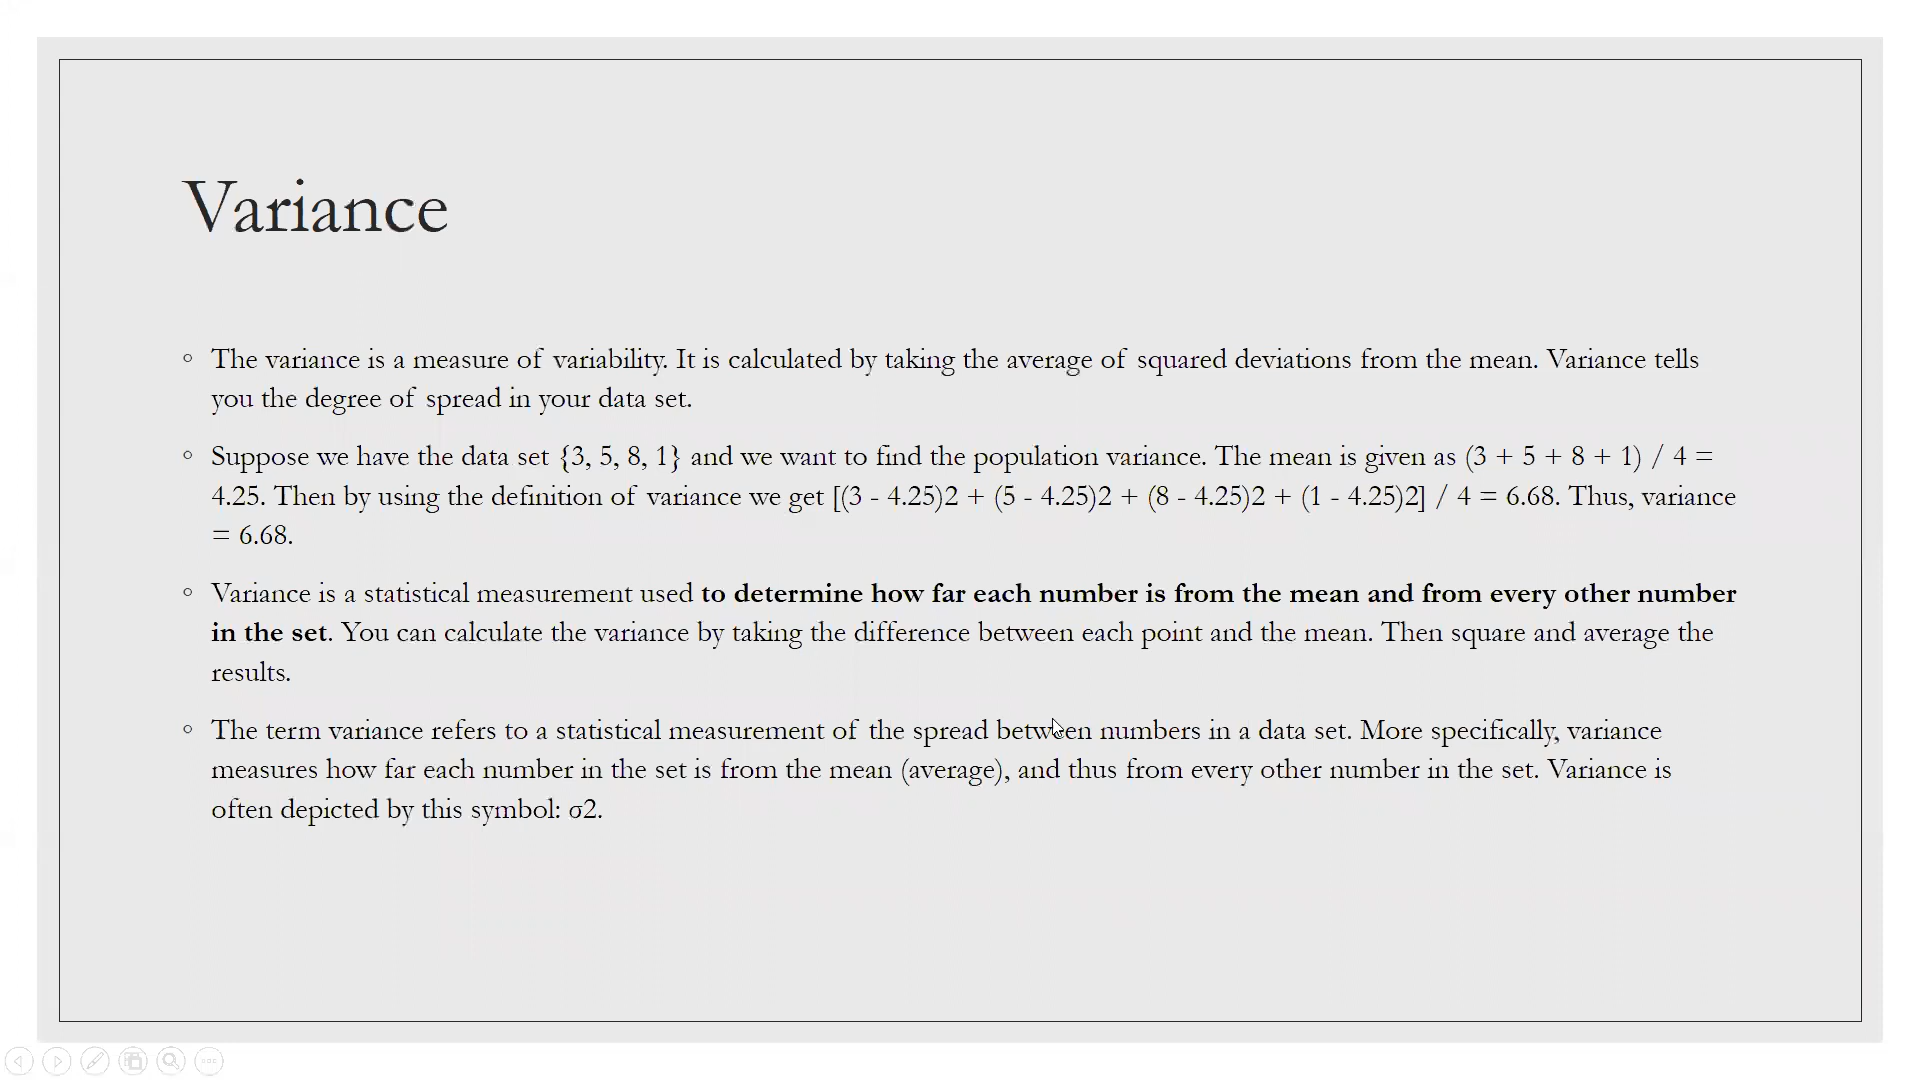 Variance
◦ The variance is a measure of variability. It is calculated by taking the average of squared deviations from the mean. Variance tells
you the degree of spread in your data set.
◦ Suppose we have the data set {3, 5, 8, 1} and we want to find the population variance. The mean is given as (3 + 5 + 8 + 1) / 4 =
4.25. Then by using the definition of variance we get [(3 - 4.25)2 + (5 - 4.25)2 + (8 - 4.25)2 + (1 - 4.25)2] / 4 = 6.68. Thus, variance
= 6.68.
◦ Variance is a statistical measurement used to determine how far each number is from the mean and from every other number
in the set. You can calculate the variance by taking the difference between each point and the mean. Then square and average the
results.
◦ The term variance refers to a statistical measurement of the spread between numbers in a data set. More specifically, variance
measures how far each number in the set is from the mean (average), and thus from every other number in the set. Variance is
often depicted by this symbol: σ2.